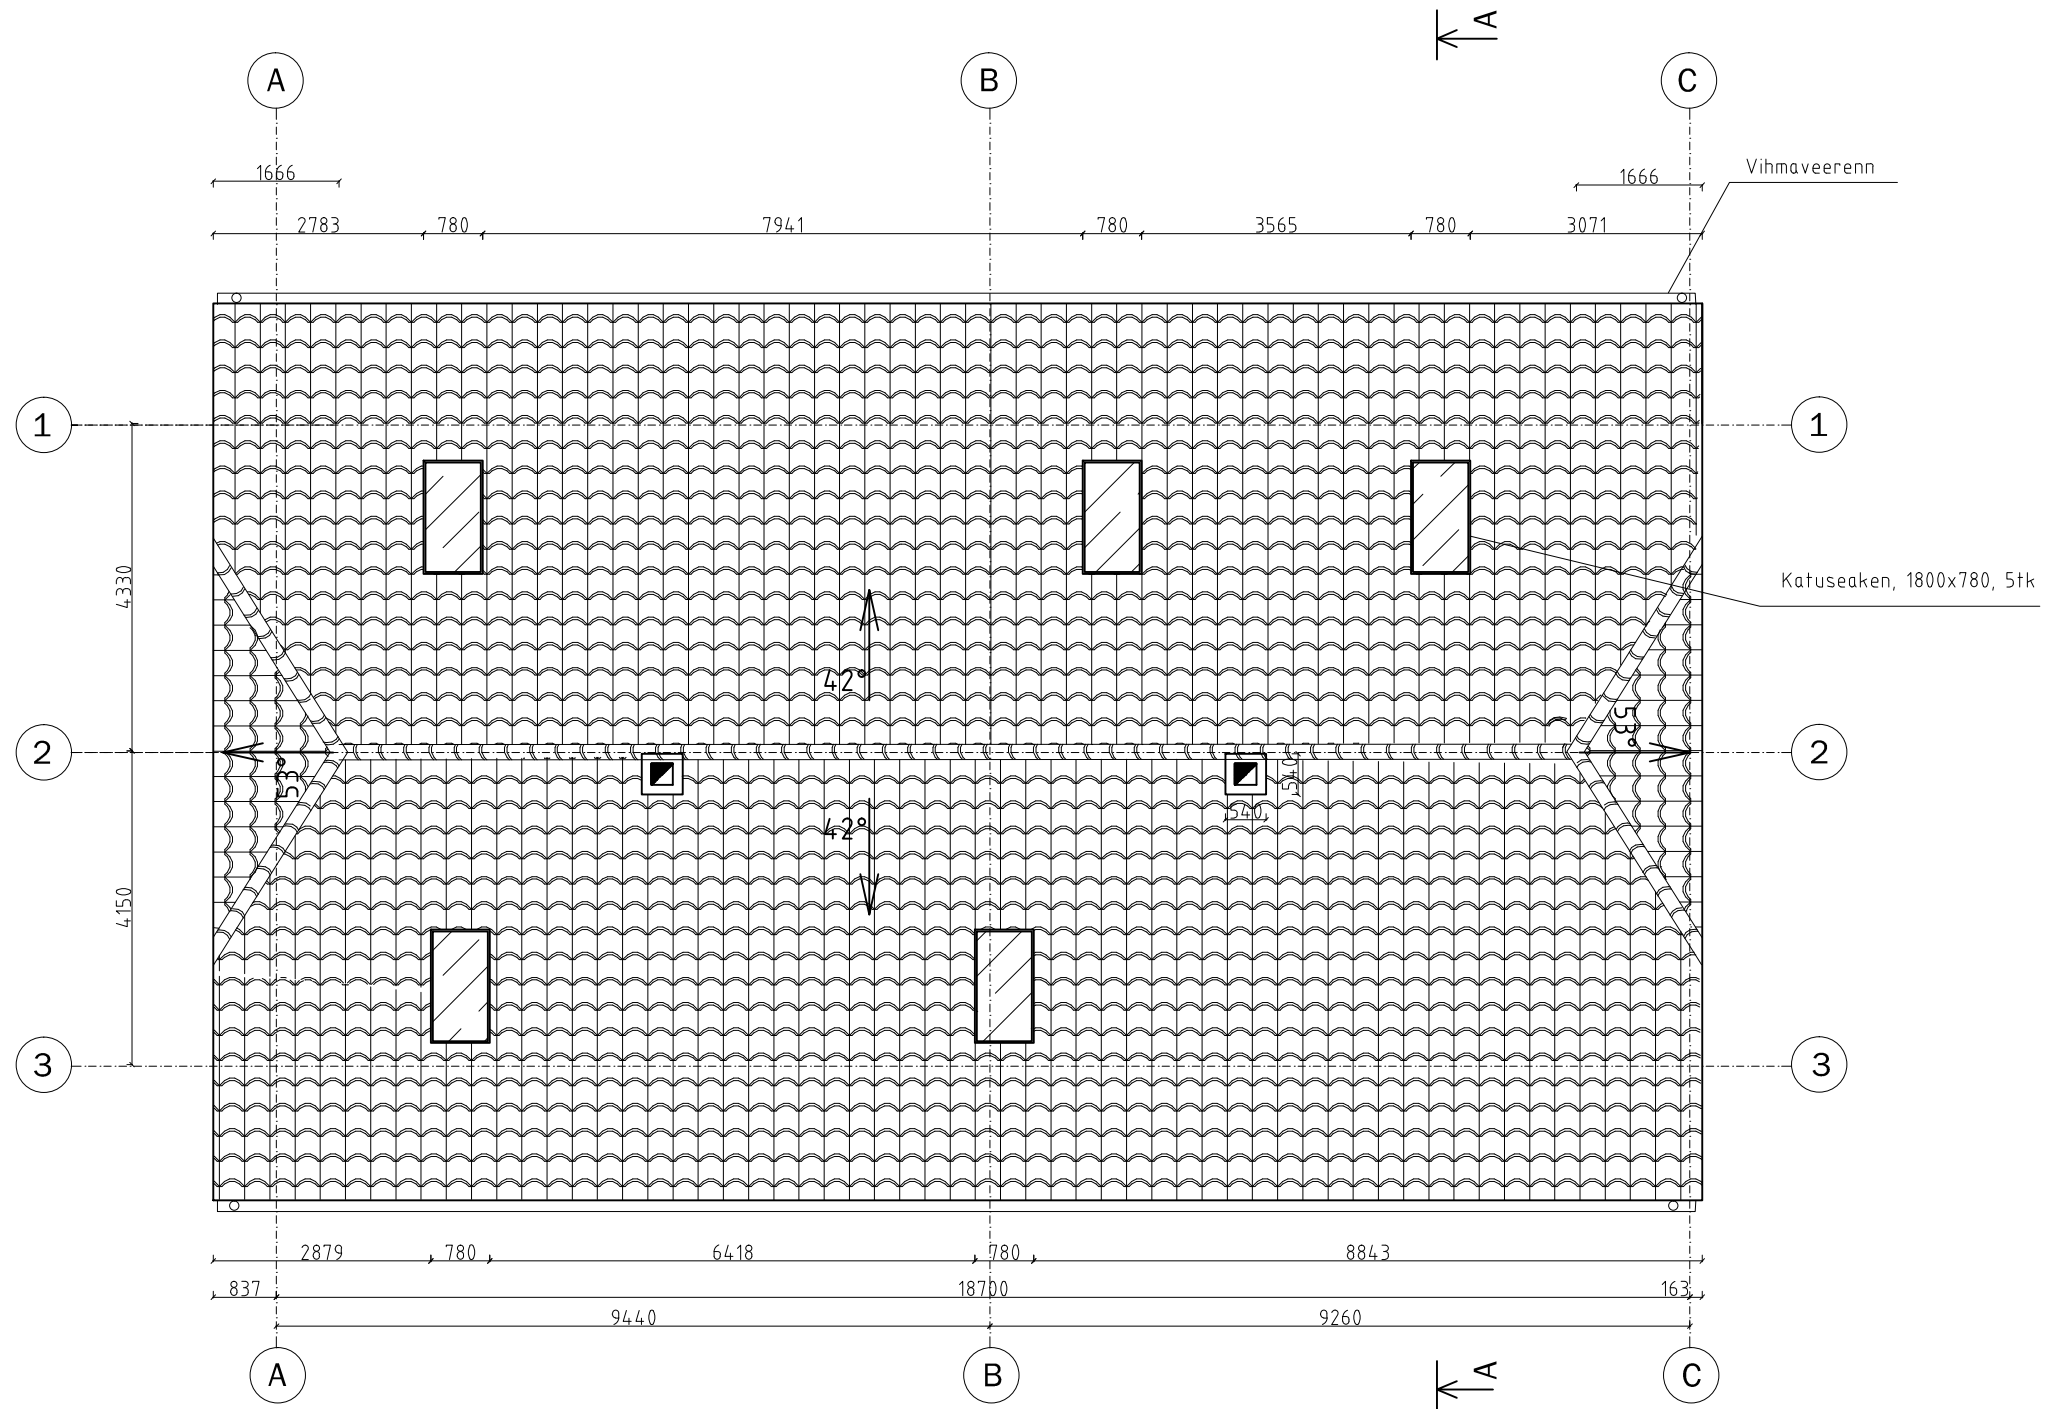 A
A B C
Vihmaveerenn
1666 1666
2783 780 7941 780 3565 780 3071
1 1
Katuseaken, 1800x780, 5tk
4330
42°
53°
2 2
53°
540
540
42°
4150
3 3
2879 780 6418 780 8843
837 18700 163
9440 9260
A B C
A